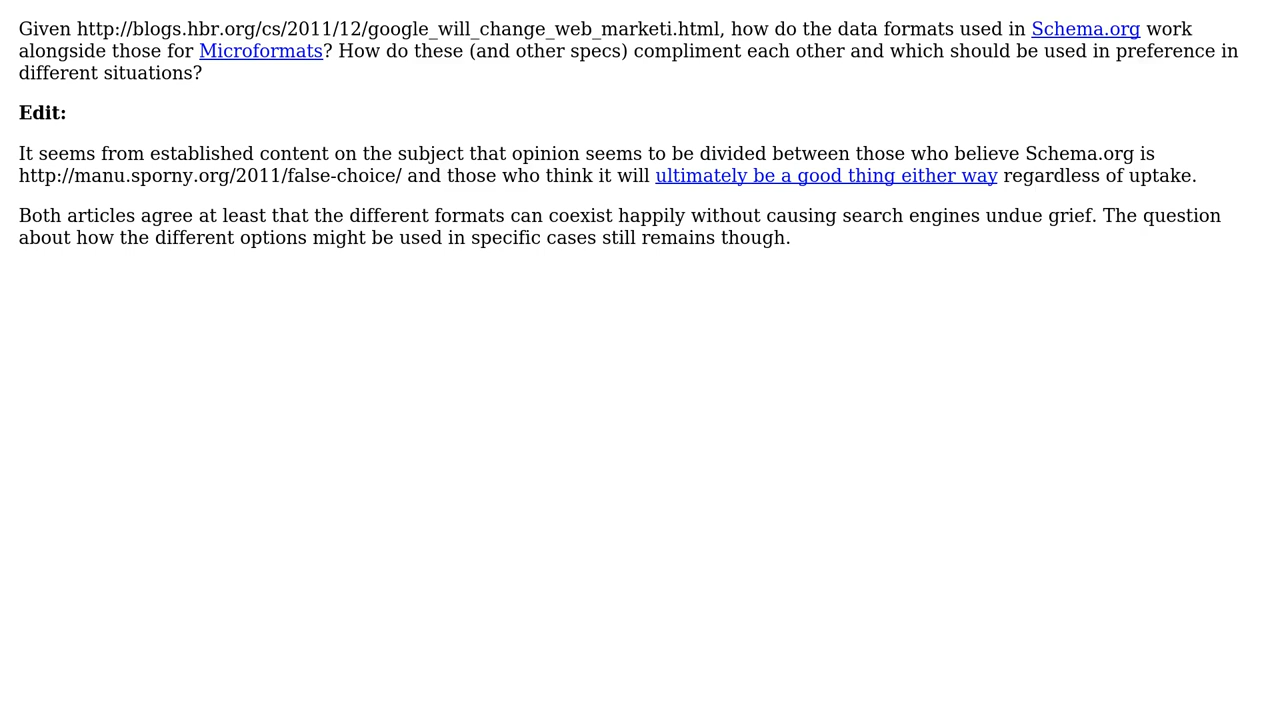 Given http://blogs.hbr.org/cs/2011/12/google_will_change_web_marketi.html, how do the data formats used in Schema.org work
alongside those for Microformats? How do these (and other specs) compliment each other and which should be used in preference in
different situations?
Edit:
It seems from established content on the subject that opinion seems to be divided between those who believe Schema.org is
http://manu.sporny.org/2011/false-choice/ and those who think it will ultimately be a good thing either way regardless of uptake.
Both articles agree at least that the different formats can coexist happily without causing search engines undue grief. The question
about how the different options might be used in specific cases still remains though.